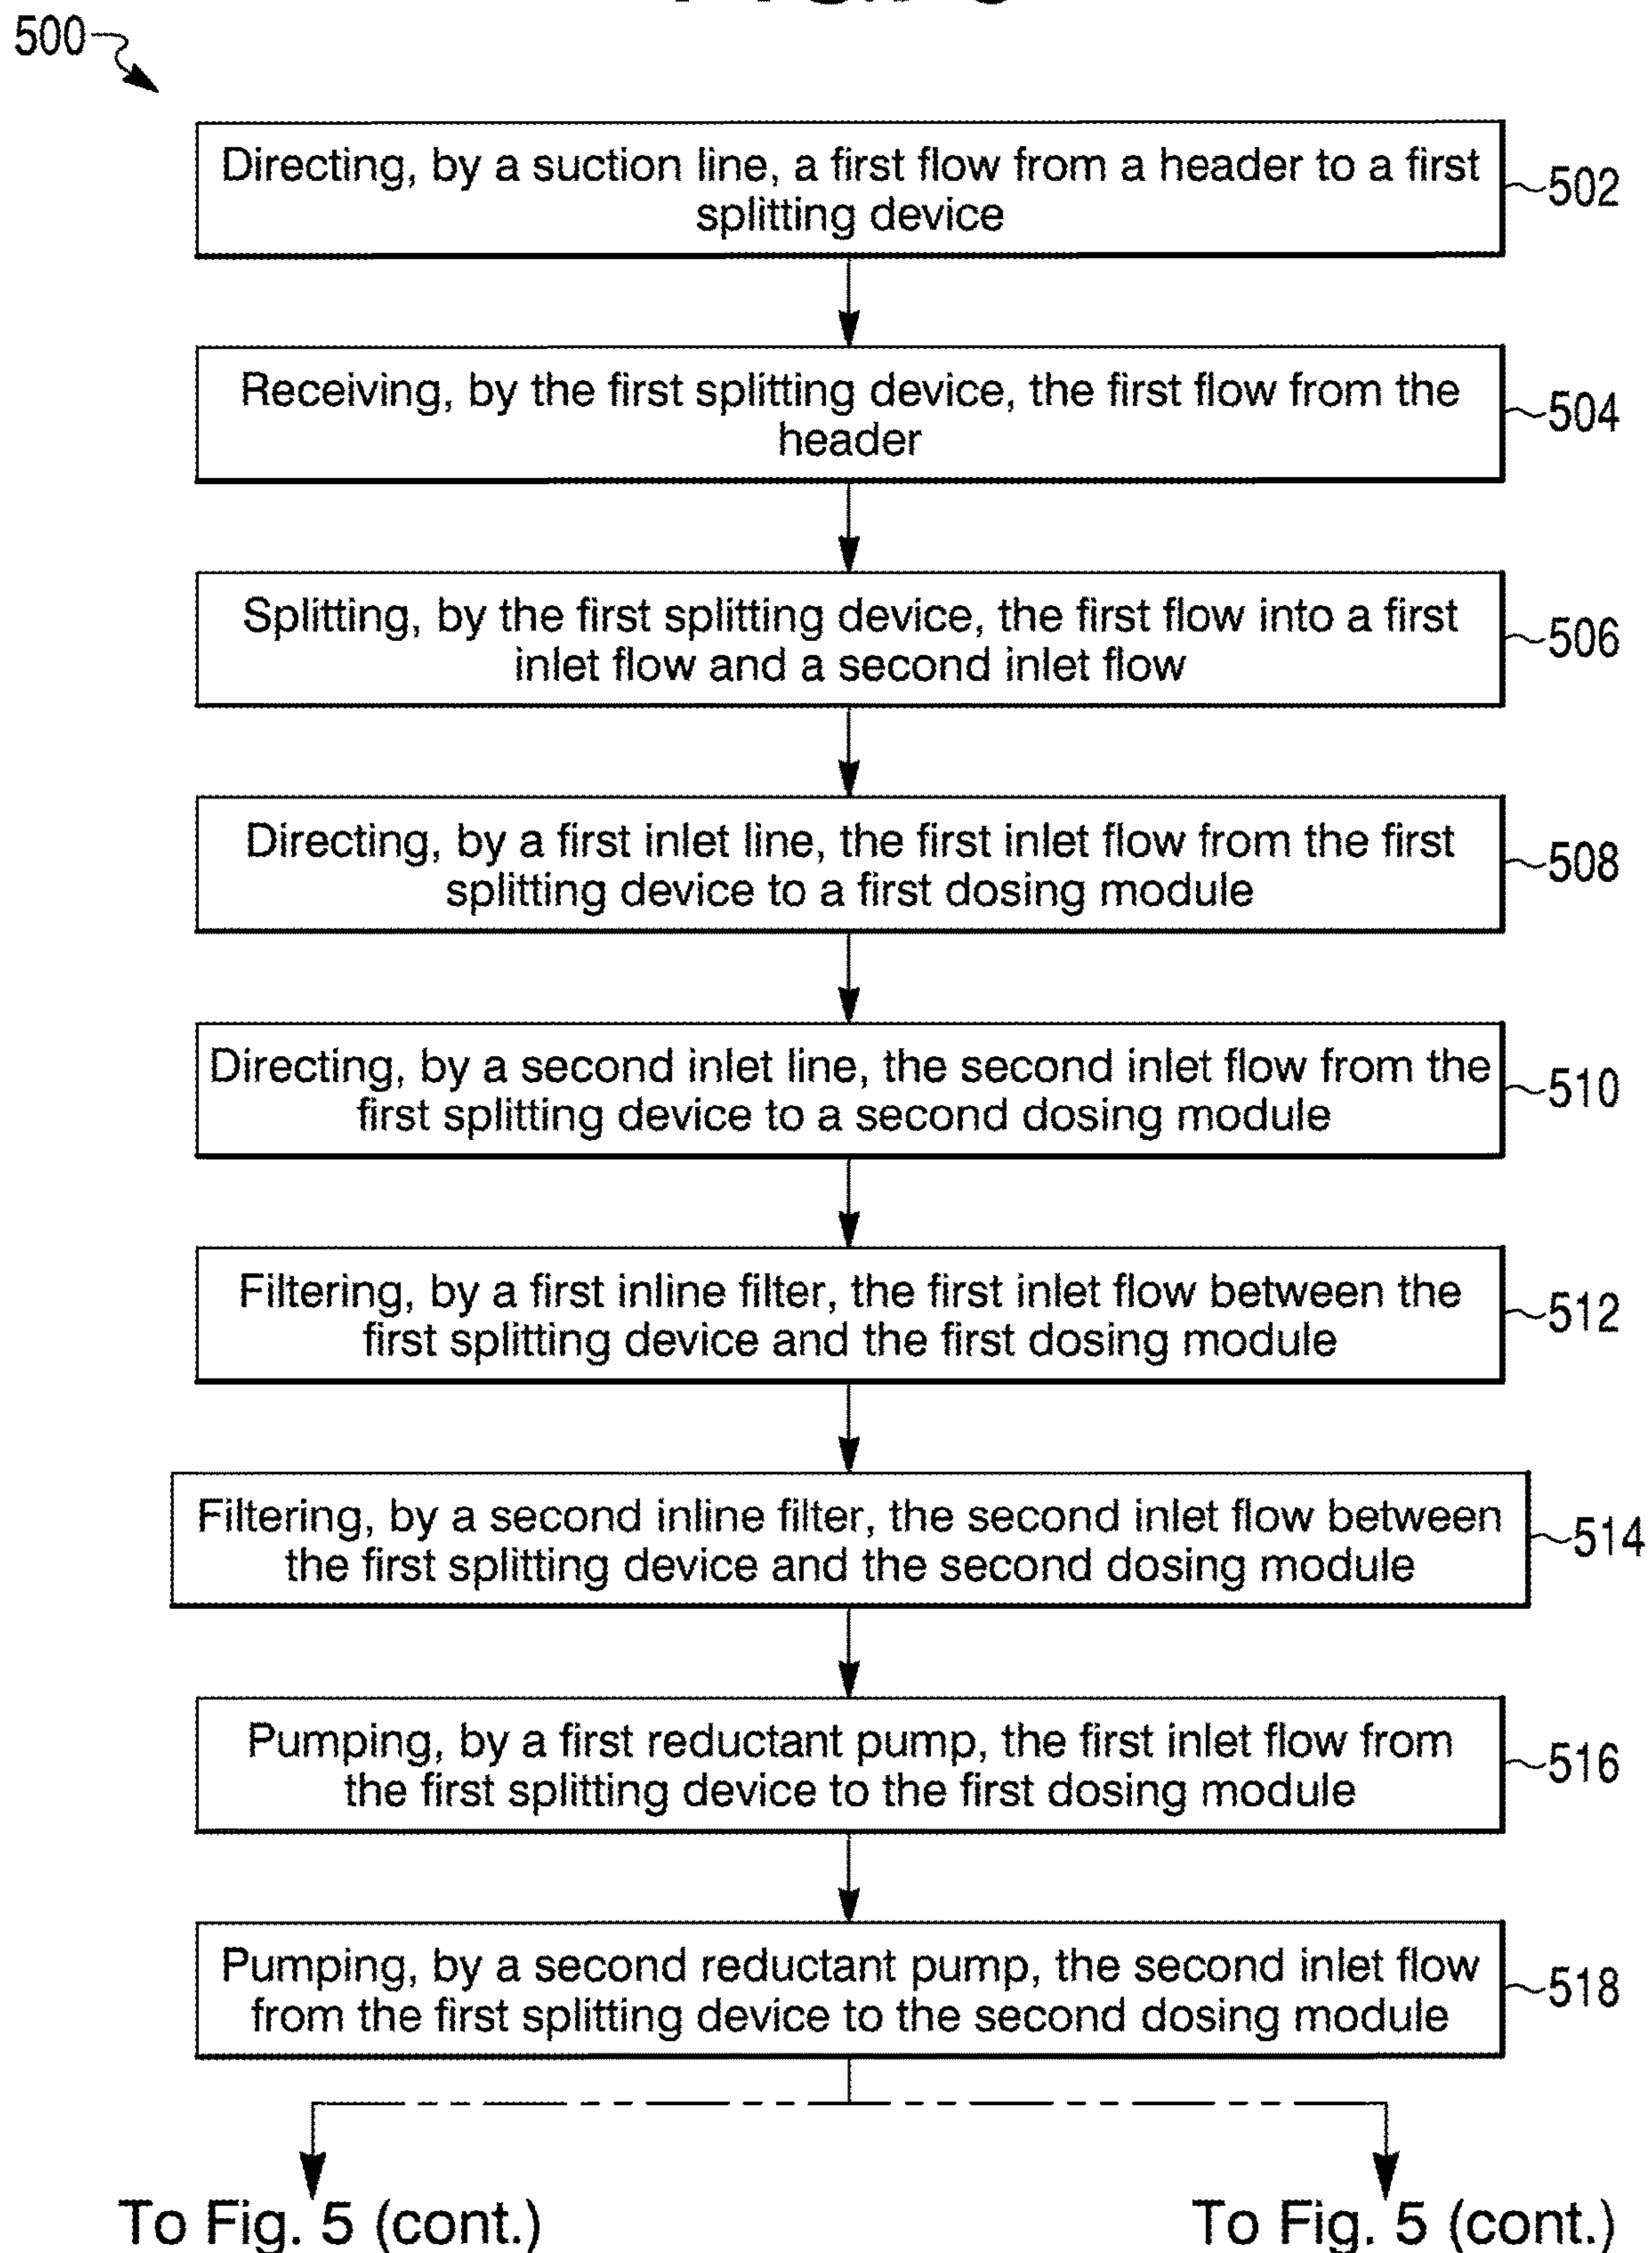 500
Directing, by a suction line, a first flow from a header to a first
splitting device
502
Receiving, by the first splitting device, the first flow from the
header
504
Splitting, by the first splitting device, the first flow into a first
inlet flow and a second inlet flow
506
Directing, by a first inlet line, the first inlet flow from the first
splitting device to a first dosing module
508
Directing, by a second inlet line, the second inlet flow from the
first splitting device to a second dosing module
510
Filtering, by a first inline filter, the first inlet flow between the
first splitting device and the first dosing module
512
Filtering, by a second inline filter, the second inlet flow between
the first splitting device and the second dosing module
514
Pumping, by a first reductant pump, the first inlet flow from
the first splitting device to the first dosing module
516
Pumping, by a second reductant pump, the second inlet flow
from the first splitting device to the second dosing module
518
To Fig. 5 (cont.)
To Fig. 5 (cont.)